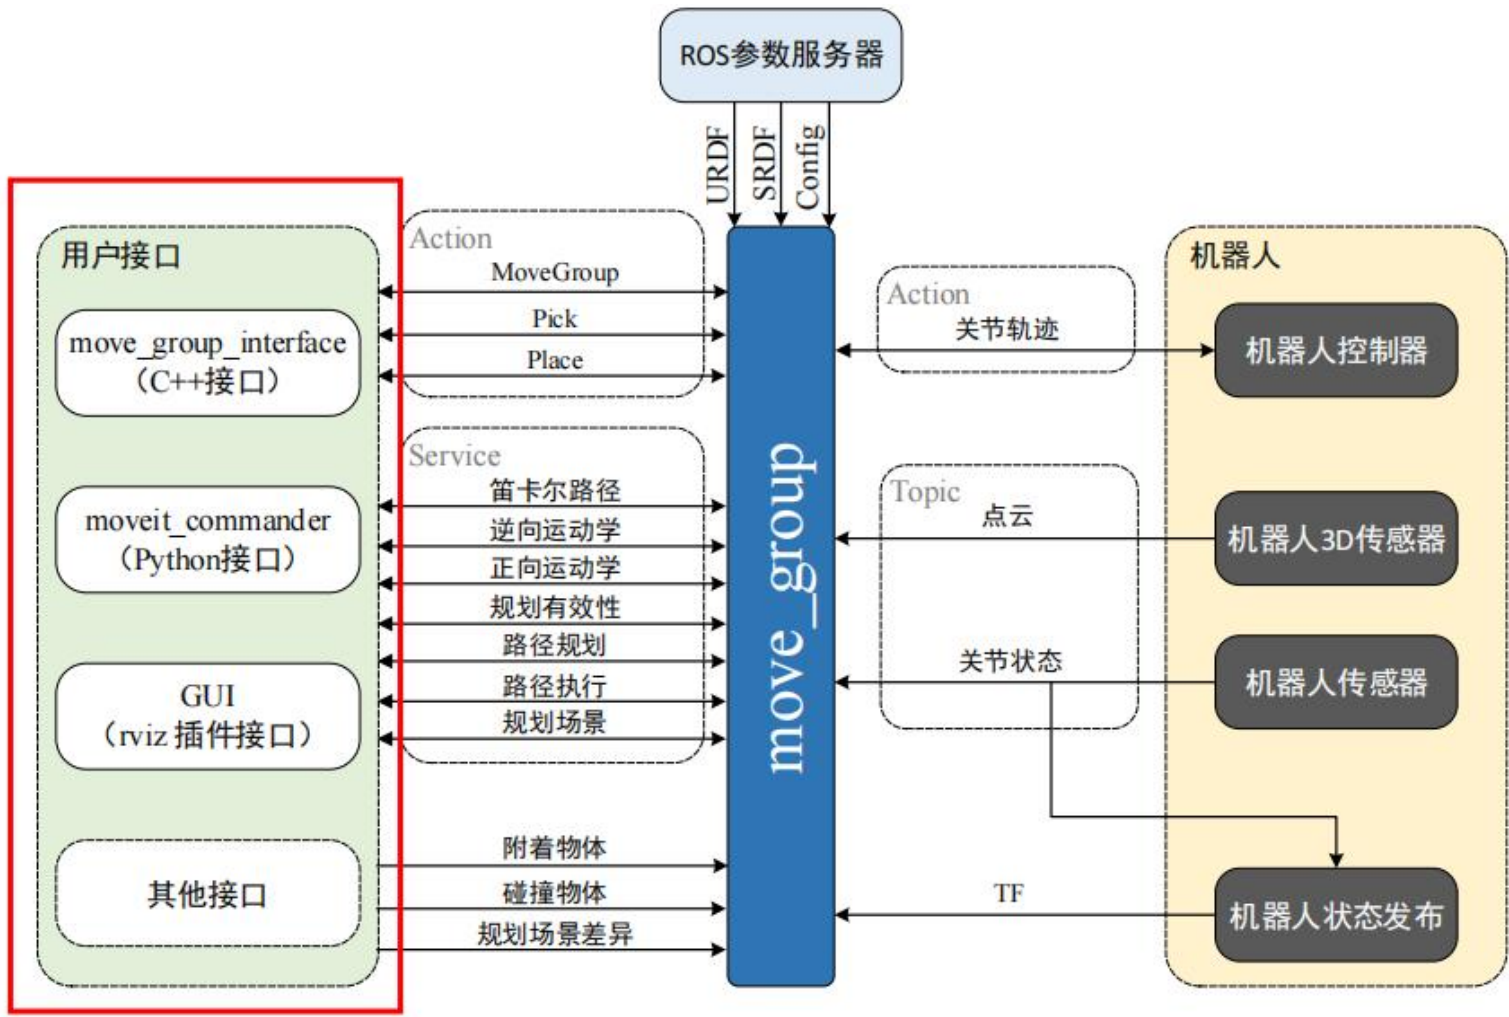 ROS参数服务器
URDF
SRDF
Config
用户接口
move_group_interface
（C++接口）
moveit_commander
（Python接口）
GUI
（rviz 插件接口）
其他接口
Action
MoveGroup
Pick
Place
Service
笛卡尔路径
逆向运动学
正向运动学
规划有效性
路径规划
路径执行
规划场景
附着物体
碰撞物体
规划场景差异
move_group
Action
关节轨迹
Topic
点云
关节状态
TF
机器人
机器人控制器
机器人3D传感器
机器人传感器
机器人状态发布